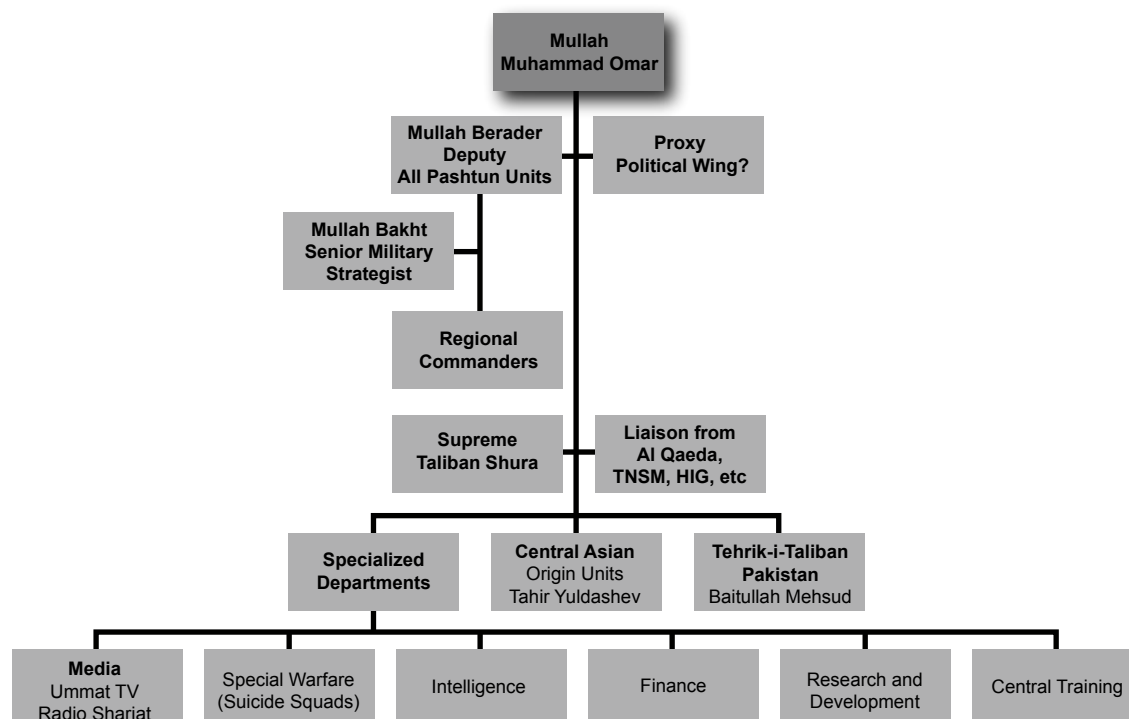 Mullah
Muhammad Omar
Mullah Berader
Deputy
All Pashtun Units
Proxy
Political Wing?
Mullah Bakht
Senior Military
Strategist
Regional
Commanders
Supreme
Taliban Shura
Liaison from
Al Qaeda,
TNSM, HIG, etc
Specialized
Departments
Central Asian
Origin Units
Tahir Yuldashev
Tehrik-i-Taliban
Pakistan
Baitullah Mehsud
Media
Ummat TV
Radio Shariat
Special Warfare
(Suicide Squads)
Intelligence
Finance
Research and
Development
Central Training